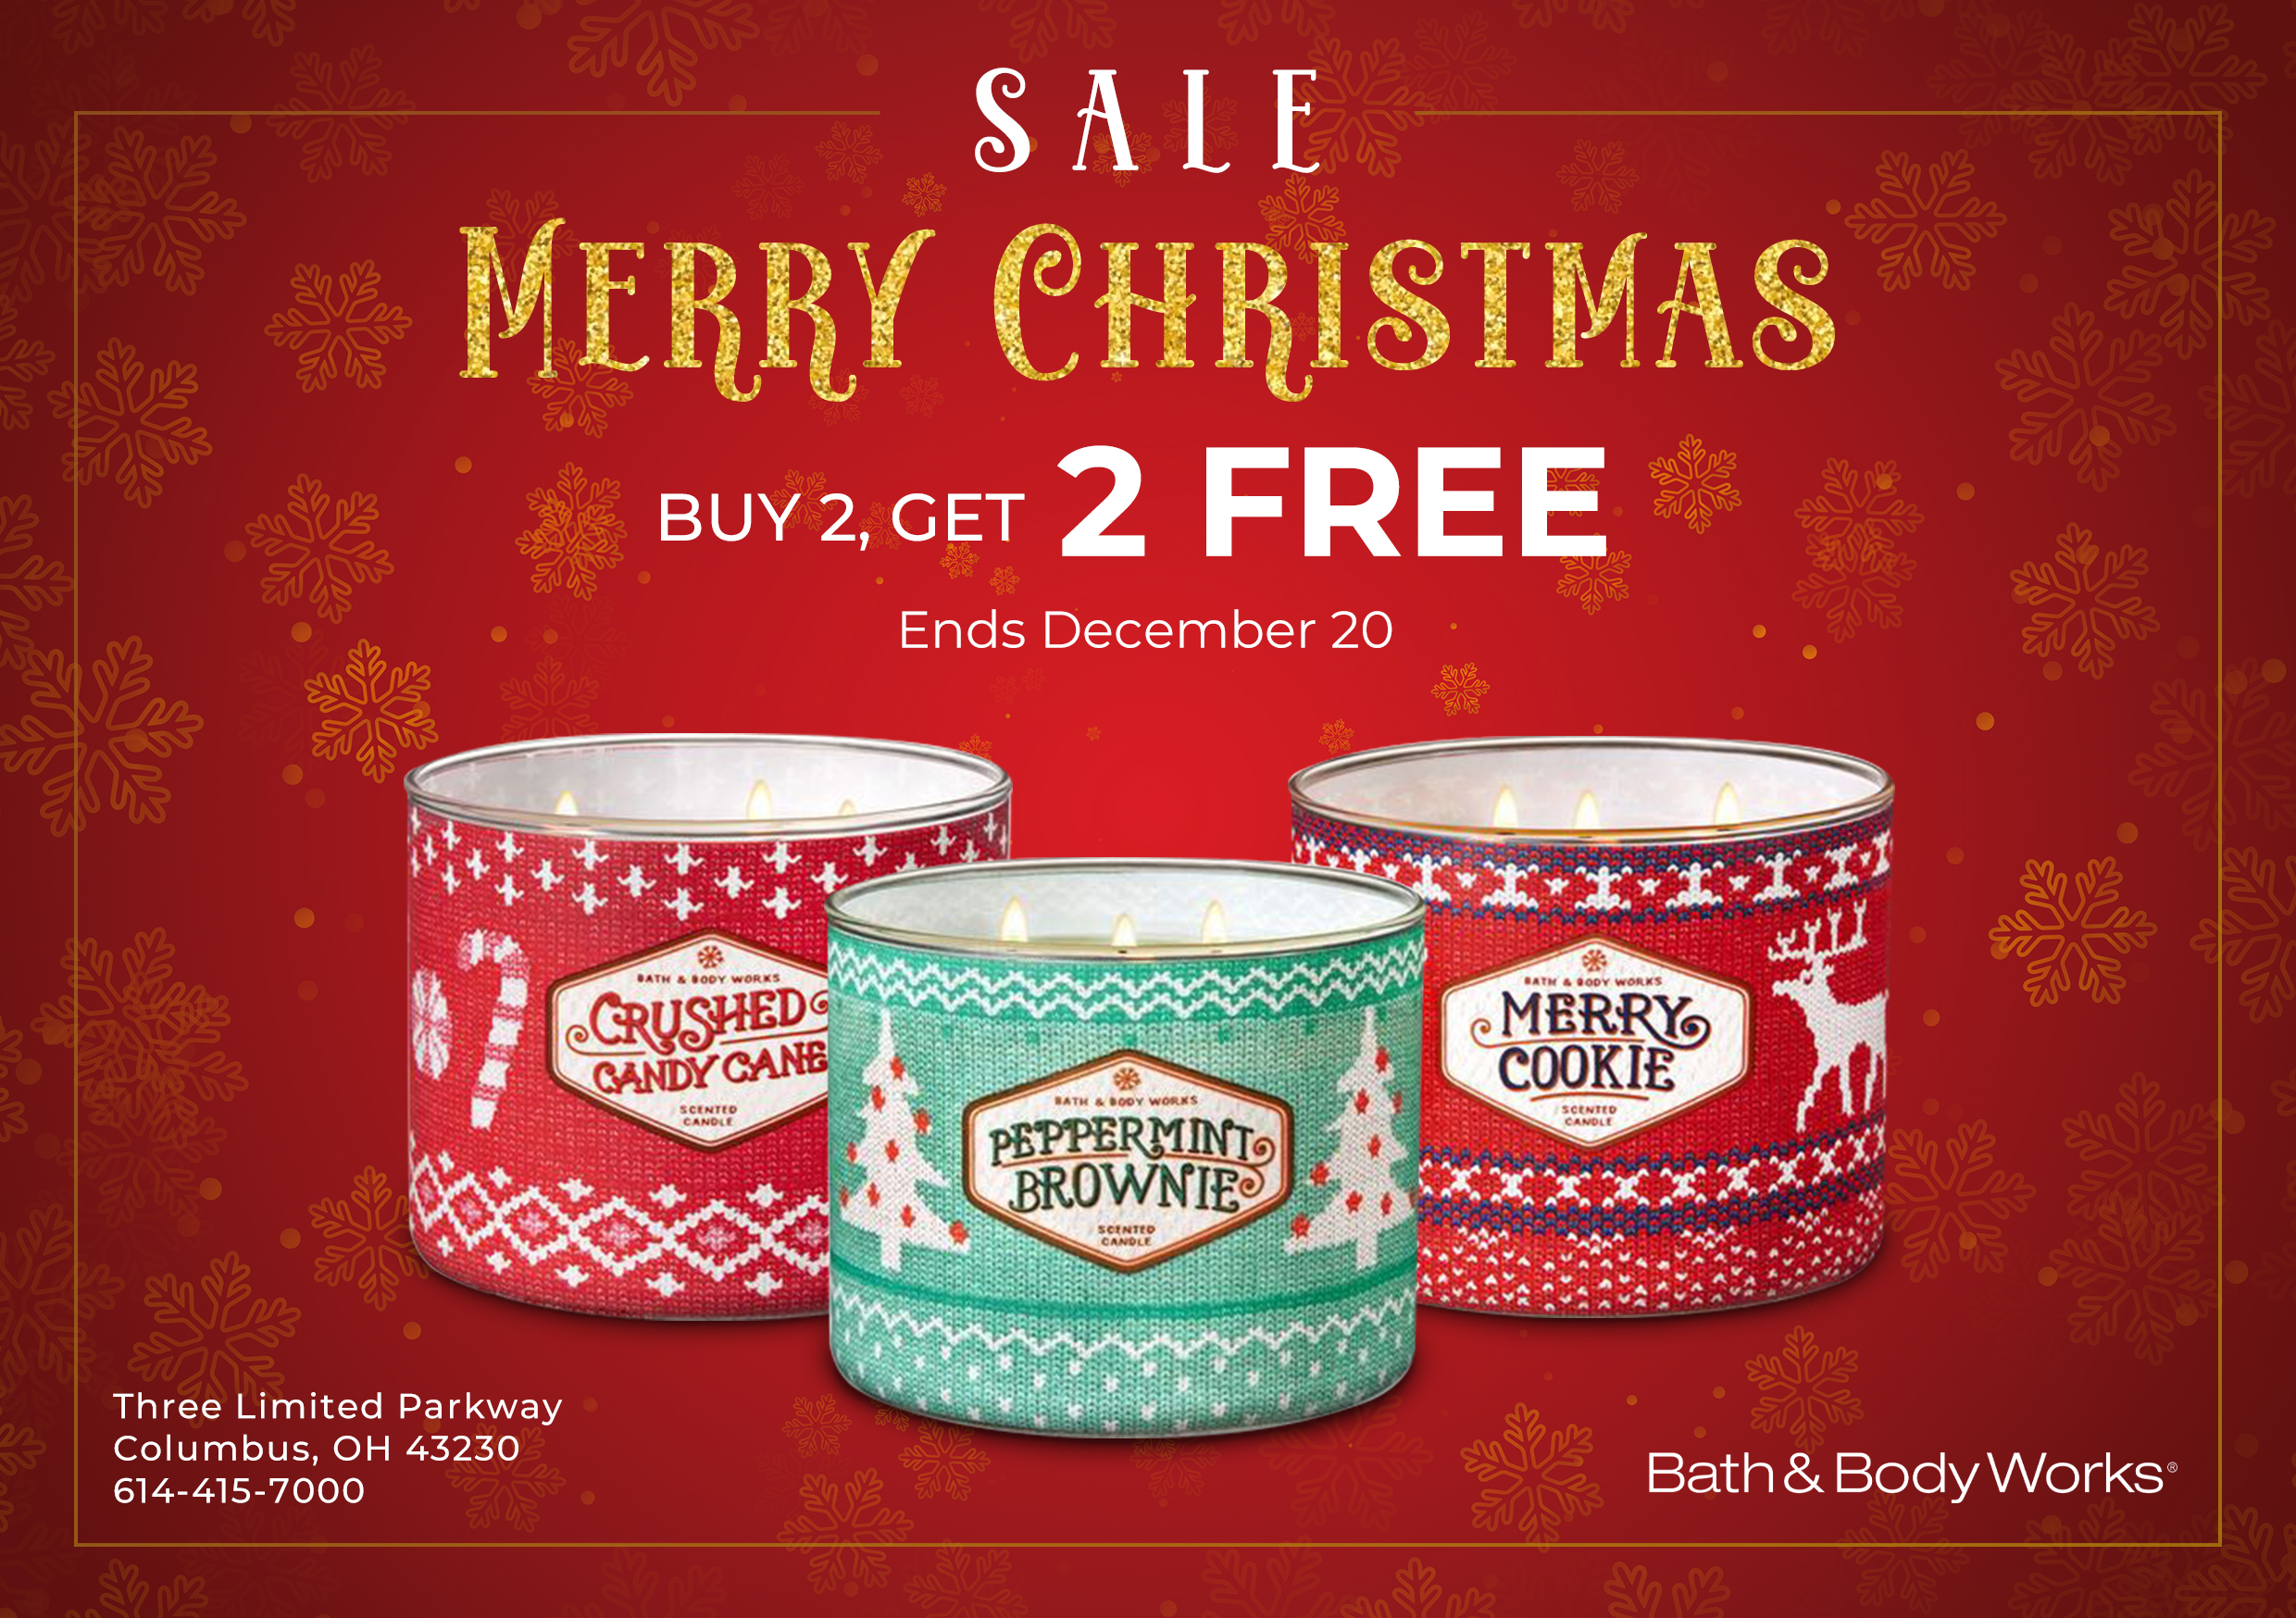 SALE
MERRY CHRISTMAS
BUY 2, GET 2 FREE
Ends December 20
BATH & BODY WORKS
CRUSHED
CANDY CANE
SCENTED
CANDLE
BATH & BODY WORKS
PEPPERMINT
BROWNIE
SCENTED
CANDLE
BATH & BODY WORKS
MERRY
COOKIE
SCENTED
CANDLE
Three Limited Parkway
Columbus, OH 43230
614-415-7000
Bath & Body Works®